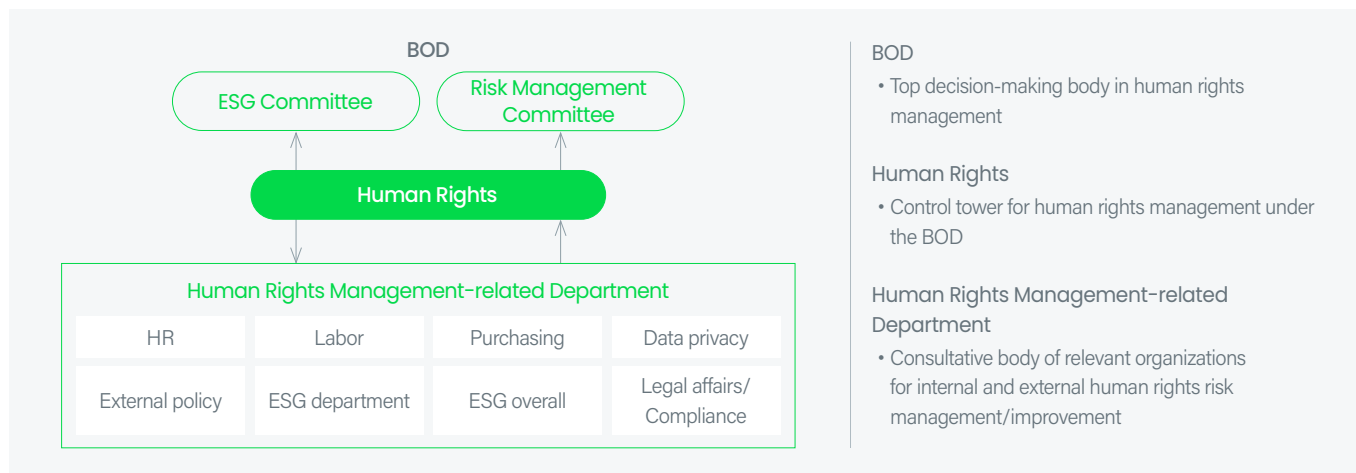 BOD
ESG Committee
Risk Management
Committee
Human Rights
Human Rights Management-related Department
HR
Labor
Purchasing
Data privacy
External policy
ESG department
ESG overall
Legal affairs/
Compliance
BOD
• Top decision-making body in human rights
management
Human Rights
• Control tower for human rights management under
the BOD
Human Rights Management-related
Department
• Consultative body of relevant organizations
for internal and external human rights risk
management/improvement